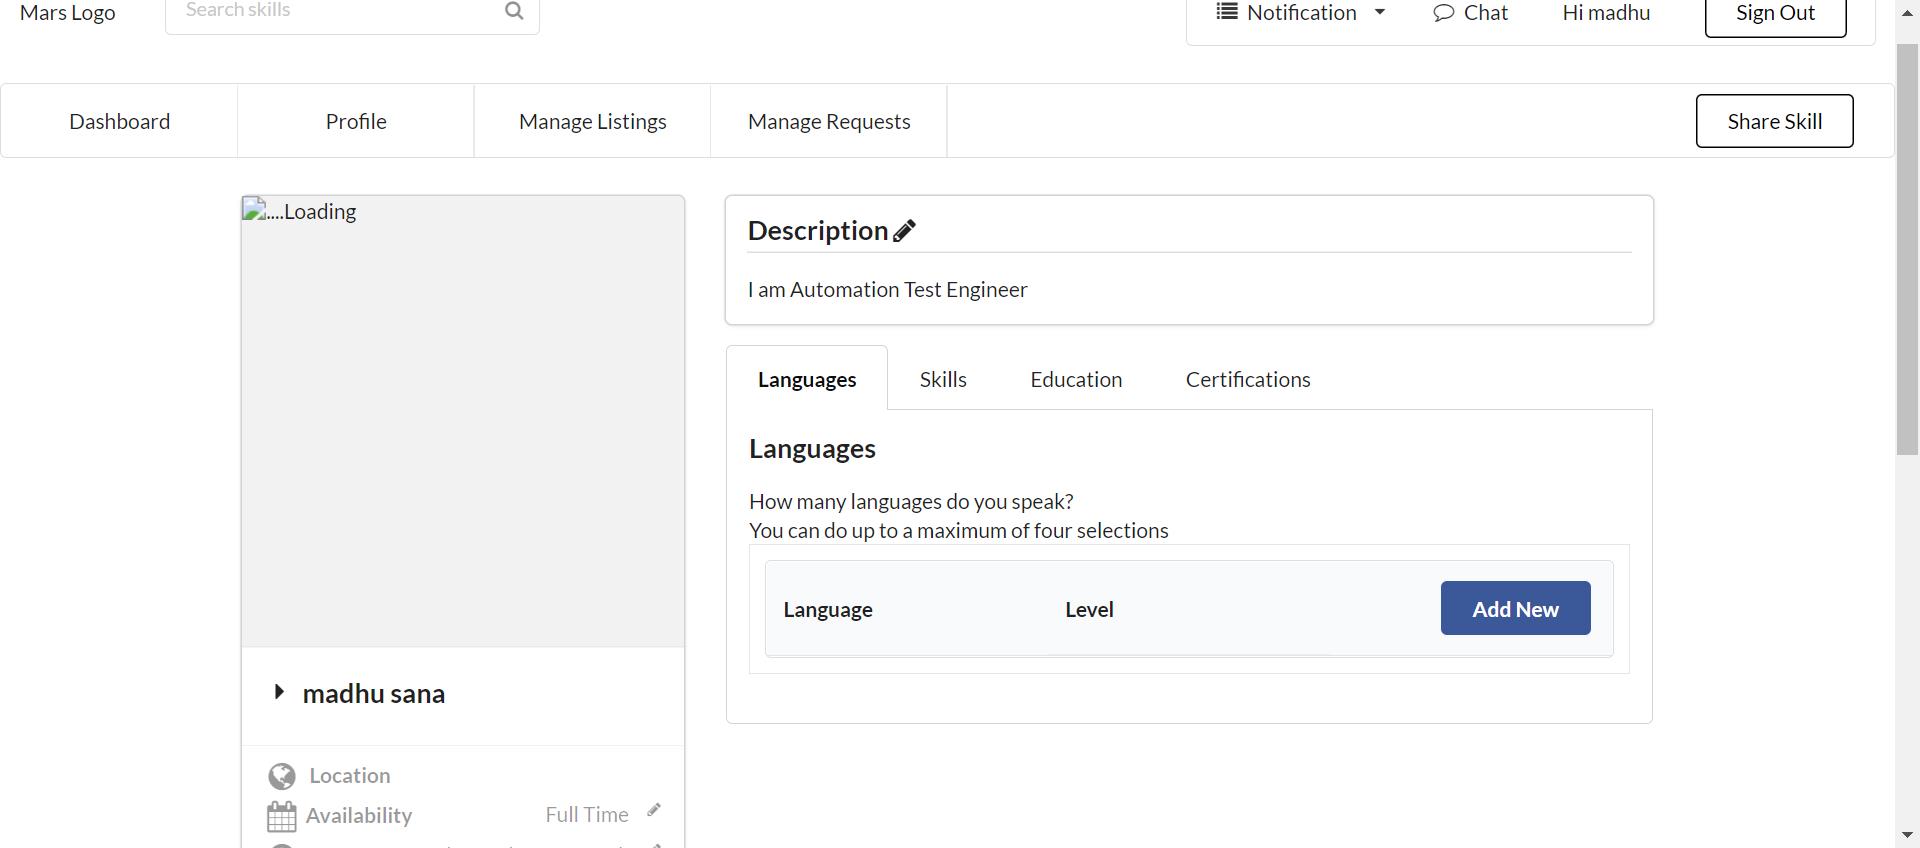 Mars Logo
Search skills
Notification
Chat
Hi madhu
Sign Out
Dashboard
Profile
Manage Listings
Manage Requests
Share Skill
....Loading
Description
I am Automation Test Engineer
Languages
Skills
Education
Certifications
Languages
How many languages do you speak?
You can do up to a maximum of four selections
Language
Level
Add New
madhu sana
Location
Availability
Full Time